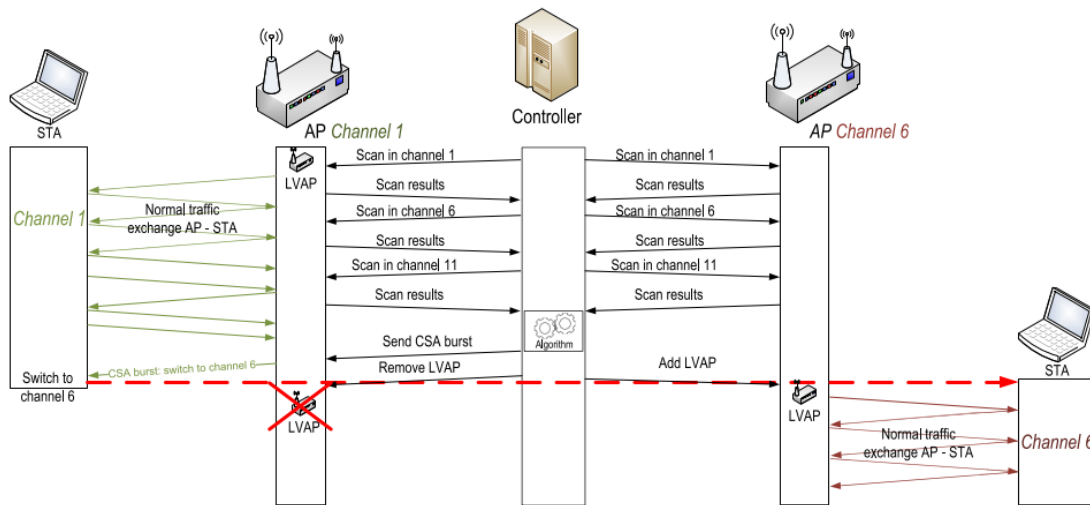 Controller
STA
AP Channel 1
AP Channel 6
Scan in channel 1
Scan in channel 1
LVAP
Scan results
Scan results
Channel 1
Normal traffic
exchange AP - STA
Scan in channel 6
Scan in channel 6
Scan results
Scan results
Scan in channel 11
Scan in channel 11
Scan results
Scan results
Algorithm
Send CSA burst
CSA burst: switch to channel 6
Remove LVAP
Add LVAP
STA
Switch to
channel 6
LVAP
LVAP
Normal traffic
exchange AP - STA
Channel 6